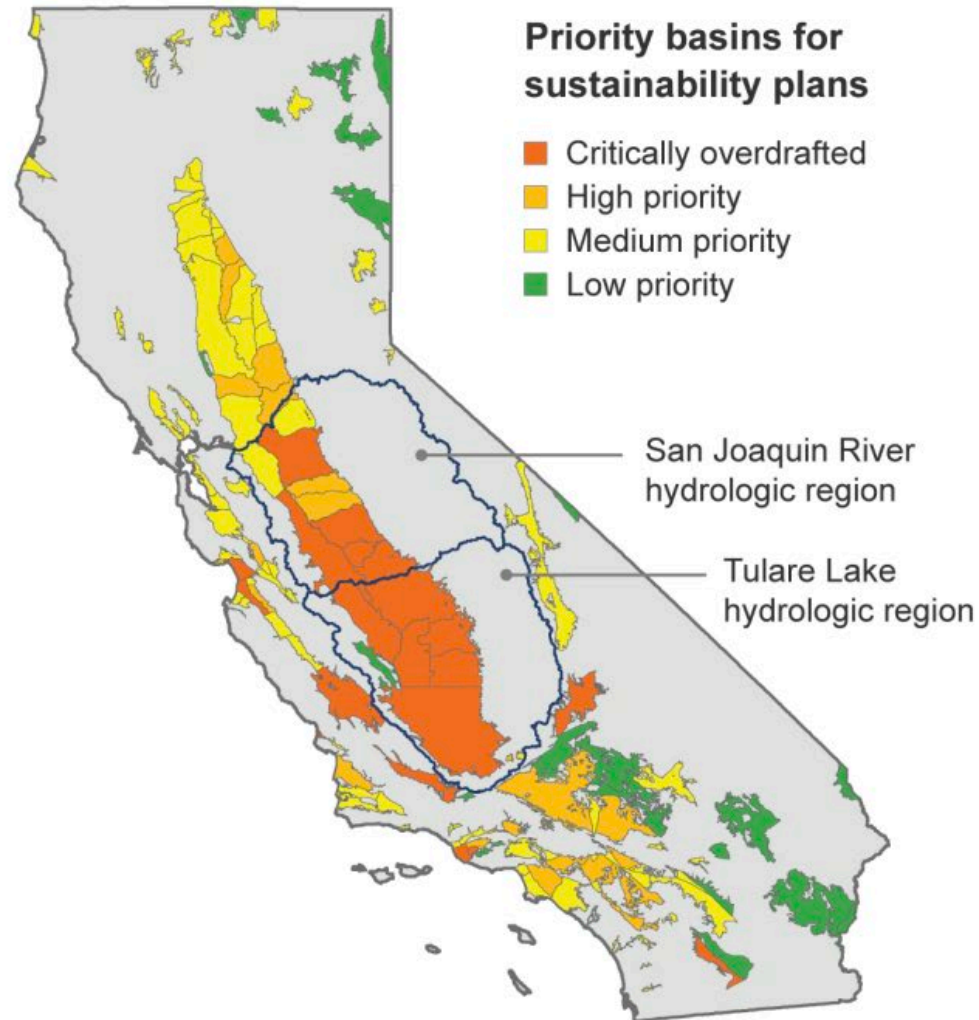 Priority basins for
sustainability plans
Critically overdrafted
High priority
Medium priority
Low priority
San Joaquin River
hydrologic region
Tulare Lake
hydrologic region